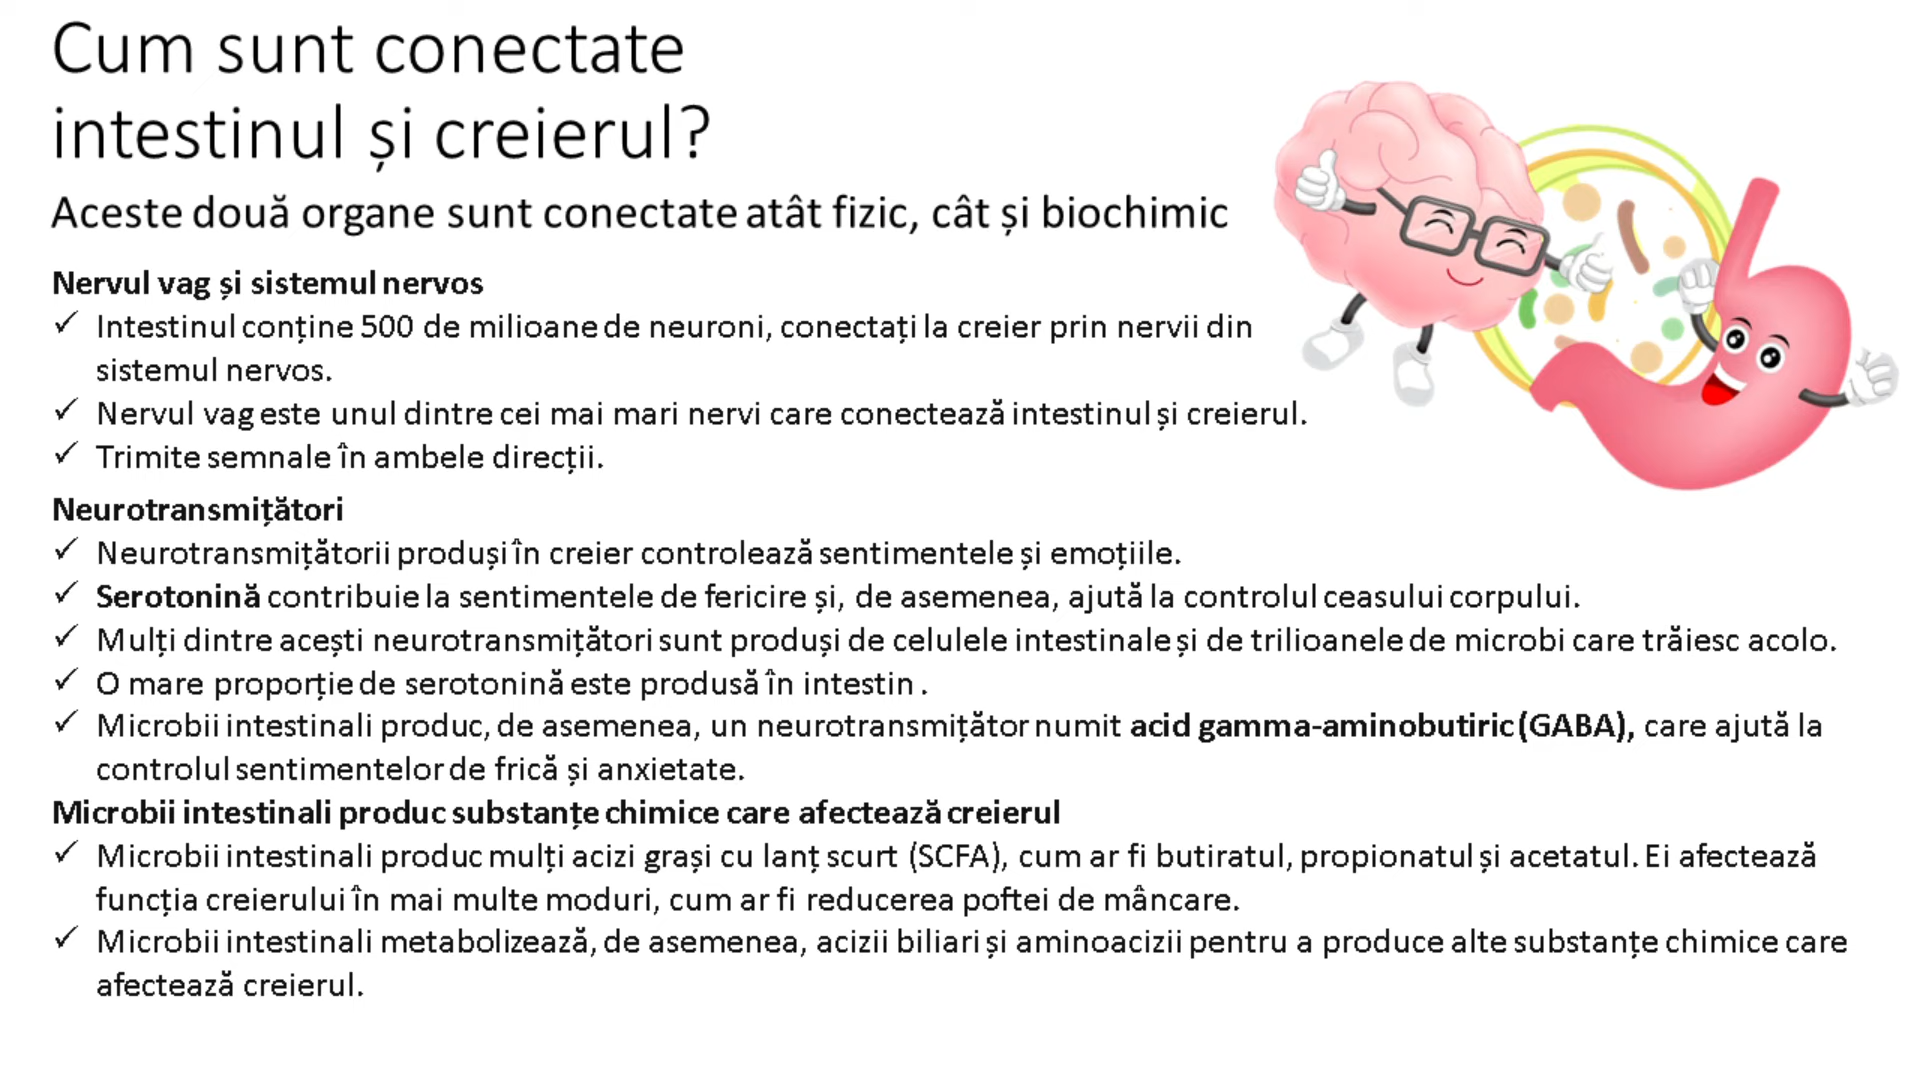 Cum sunt conectate
intestinul și creierul?
Aceste două organe sunt conectate atât fizic, cât și biochimic
Nervul vag și sistemul nervos
✓ Intestinul conține 500 de milioane de neuroni, conectați la creier prin nervii din
sistemul nervos.
✓ Nervul vag este unul dintre cei mai mari nervi care conectează intestinul și creierul.
✓ Trimite semnale în ambele direcții.
Neurotransmițători
✓ Neurotransmițătorii produși în creier controlează sentimentele și emoțiile.
✓ Serotonină contribuie la sentimentele de fericire și, de asemenea, ajută la controlul ceasului corpului.
✓ Mulți dintre acești neurotransmițători sunt produși de celulele intestinale și de trilioanele de microbi care trăiesc acolo.
✓ O mare proporție de serotonină este produsă în intestin .
✓ Microbii intestinali produc, de asemenea, un neurotransmițător numit acid gamma-aminobutiric (GABA), care ajută la
controlul sentimentelor de frică și anxietate.
Microbii intestinali produc substanțe chimice care afectează creierul
✓ Microbii intestinali produc mulți acizi grași cu lanț scurt (SCFA), cum ar fi butiratul, propionatul și acetatul. Ei afectează
funcția creierului în mai multe moduri, cum ar fi reducerea poftei de mâncare.
✓ Microbii intestinali metabolizează, de asemenea, acizii biliari și aminoacizii pentru a produce alte substanțe chimice care
afectează creierul.